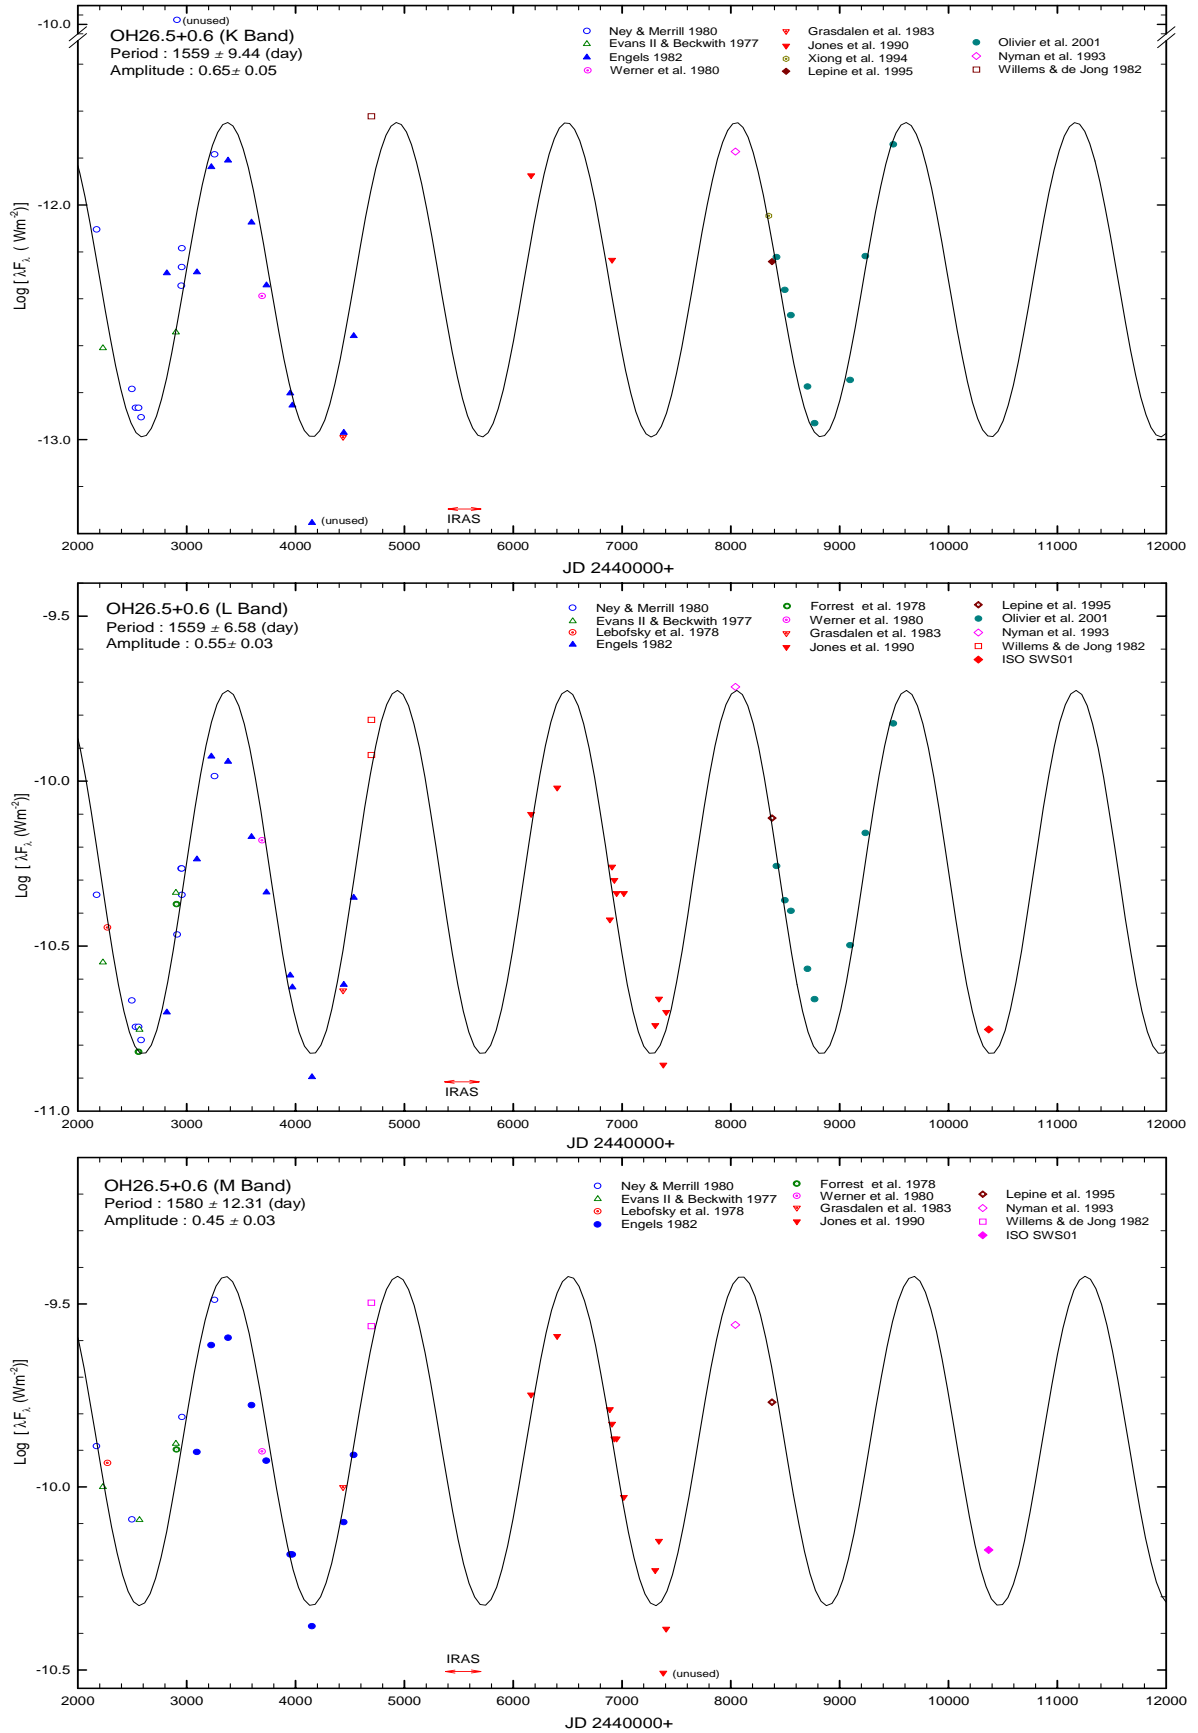 OH26.5+0.6 (K Band)
Period : 1559 ± 9.44 (day)
Amplitude : 0.65± 0.05
(unused)
Ney & Merrill 1980
Evans II & Beckwith 1977
Engels 1982
Werner et al. 1980
Grasdalen et al. 1983
Jones et al. 1990
Xiong et al. 1994
Lepine et al. 1995
Olivier et al. 2001
Nyman et al. 1993
Willems & de Jong 1982
-10.0
-12.0
-13.0
Log [ λF_λ ( Wm-2)]
(unused)
IRAS
2000 3000 4000 5000 6000 7000 8000 9000 10000 11000 12000
JD 2440000+
OH26.5+0.6 (L Band)
Period : 1559 ± 6.58 (day)
Amplitude : 0.55± 0.03
Ney & Merrill 1980
Evans II & Beckwith 1977
Lebofsky et al. 1978
Engels 1982
Forrest et al. 1978
Werner et al. 1980
Grasdalen et al. 1983
Jones et al. 1990
Lepine et al. 1995
Olivier et al. 2001
Nyman et al. 1993
Willems & de Jong 1982
ISO SWS01
-9.5
-10.0
-10.5
-11.0
Log [ λF_λ (Wm-2)]
IRAS
2000 3000 4000 5000 6000 7000 8000 9000 10000 11000 12000
JD 2440000+
OH26.5+0.6 (M Band)
Period : 1580 ± 12.31 (day)
Amplitude : 0.45 ± 0.03
Ney & Merrill 1980
Evans II & Beckwith 1977
Lebofsky et al. 1978
Engels 1982
Forrest et al. 1978
Werner et al. 1980
Grasdalen et al. 1983
Jones et al. 1990
Lepine et al. 1995
Nyman et al. 1993
Willems & de Jong 1982
ISO SWS01
-9.5
-10.0
-10.5
Log [ λF_λ (Wm-2)]
IRAS
(unused)
2000 3000 4000 5000 6000 7000 8000 9000 10000 11000 12000
JD 2440000+